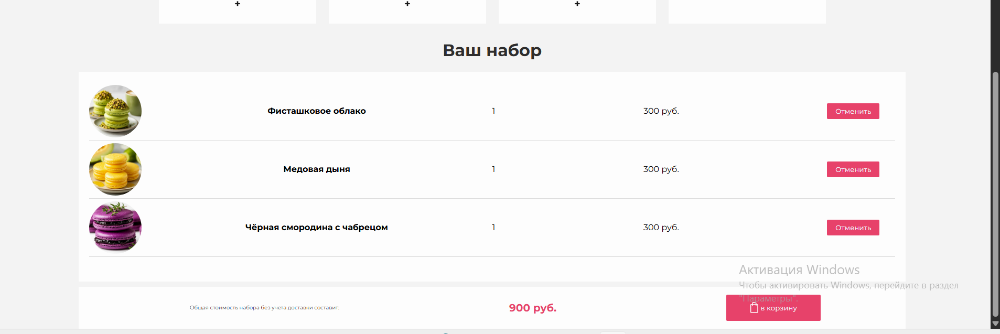 + + +
Ваш набор
Фисташковое облако 1 300 руб. Отменить
Медовая дыня 1 300 руб. Отменить
Чёрная смородина с чабрецом 1 300 руб. Отменить
Активация Windows
Чтобы активировать Windows, перейдите в раздел
"Параметры".
Общая стоимость набора без учета доставки составит: 900 руб. в корзину